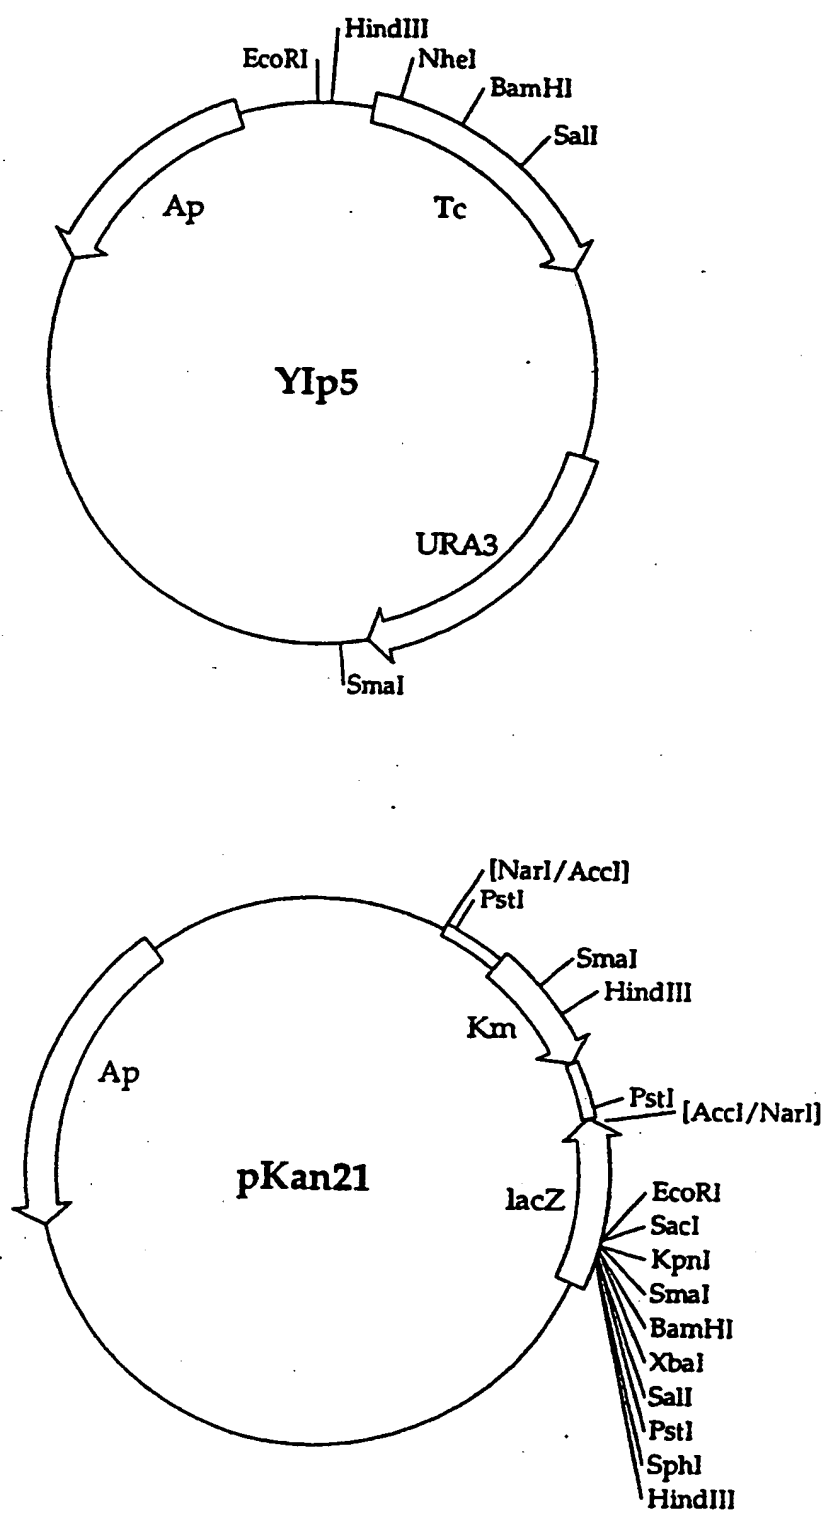 HindIII
EcoRI
NheI
BamHI
SalI
Ap
Tc
YIp5
URA3
SmaI
[NarI/AccI]
PstI
SmaI
HindIII
Km
Ap
PstI
[AccI/NarI]
pKan21
lacZ
EcoRI
SacI
KpnI
SmaI
BamHI
XbaI
SalI
PstI
SphI
HindIII